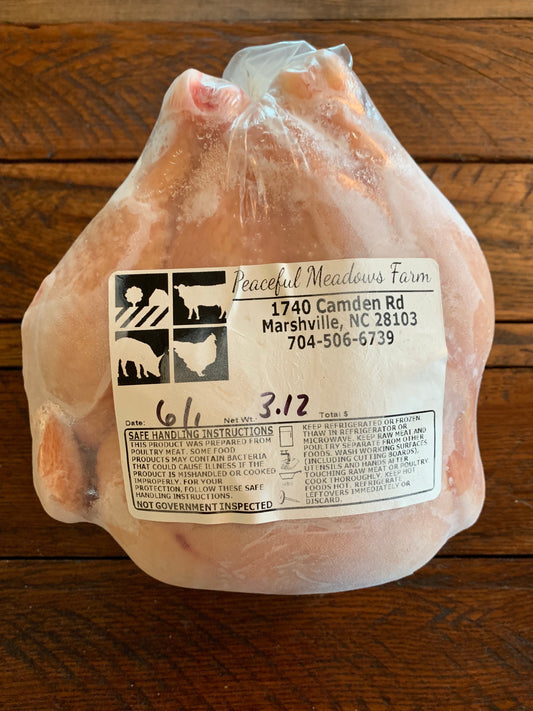 Peaceful Meadows Farm
1740 Camden Rd
Marshville, NC 28103
704-506-6739
Date: 6/1 Net Wt. 3.12 Total $
SAFE HANDLING INSTRUCTIONS
THIS PRODUCT WAS PREPARED FROM
POULTRY MEAT. SOME FOOD
PRODUCTS MAY CONTAIN BACTERIA
THAT COULD CAUSE ILLNESS IF THE
PRODUCT IS MISHANDLED OR COOKED
IMPROPERLY. FOR YOUR
PROTECTION, FOLLOW THESE SAFE
HANDLING INSTRUCTIONS.
NOT GOVERNMENT INSPECTED
KEEP REFRIGERATED OR FROZEN.
THAW IN REFRIGERATOR OR
MICROWAVE. KEEP RAW MEAT AND
POULTRY SEPARATE FROM OTHER
FOODS. WASH WORKING SURFACES
(INCLUDING CUTTING BOARDS),
UTENSILS AND HANDS AFTER
TOUCHING RAW MEAT OR POULTRY.
COOK THOROUGHLY. KEEP HOT
FOODS HOT. REFRIGERATE
LEFTOVERS IMMEDIATELY OR
DISCARD.